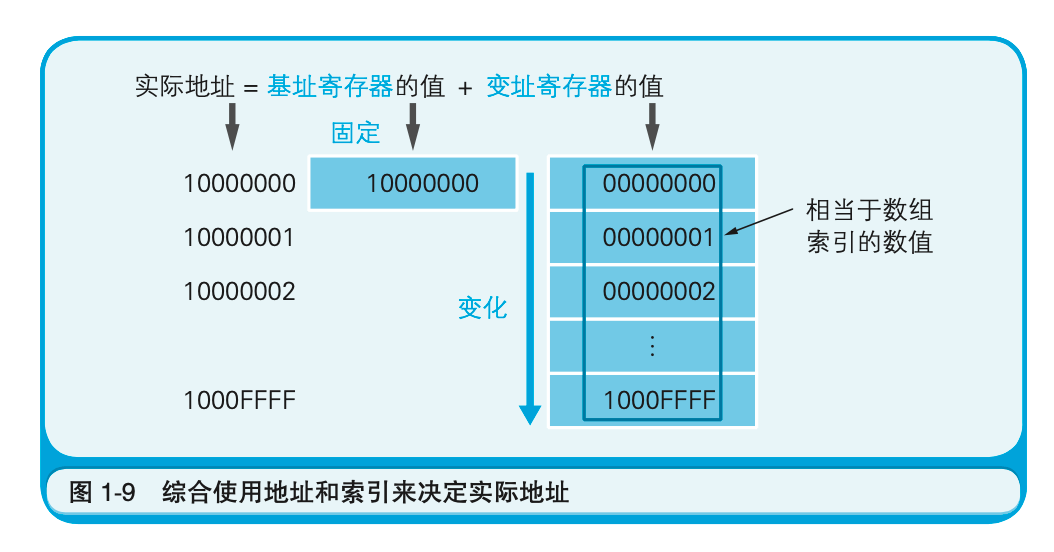 实际地址 = 基址寄存器的值 + 变址寄存器的值
固定
10000000 10000000 00000000
10000001 00000001
10000002 00000002
变化
⋮
1000FFFF 1000FFFF
相当于数组
索引的数值
图 1-9 综合使用地址和索引来决定实际地址